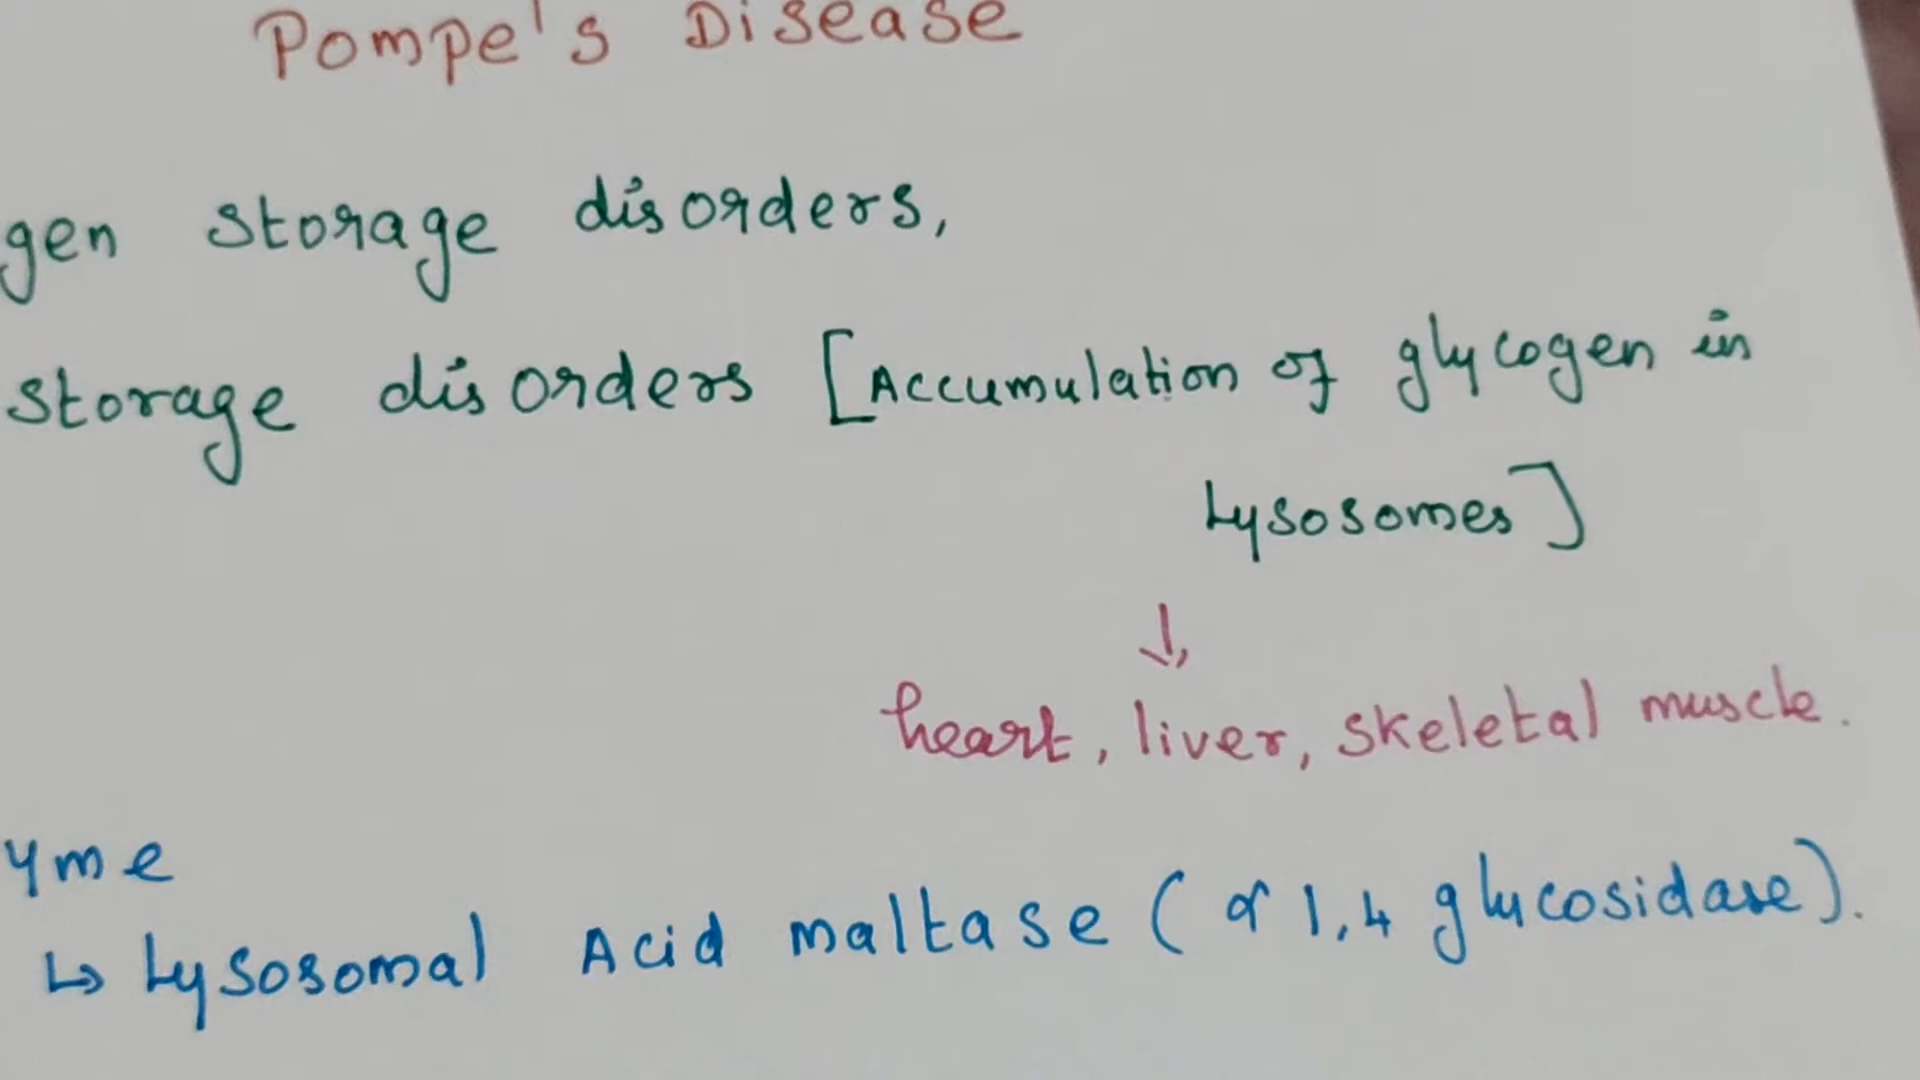 Pompe's Disease
gen storage disorders,
storage disorders [Accumulation of glycogen in
Lysosomes]
↓
heart, liver, skeletal muscle.
yme
↳ Lysosomal Acid maltase (α 1,4 glucosidase).